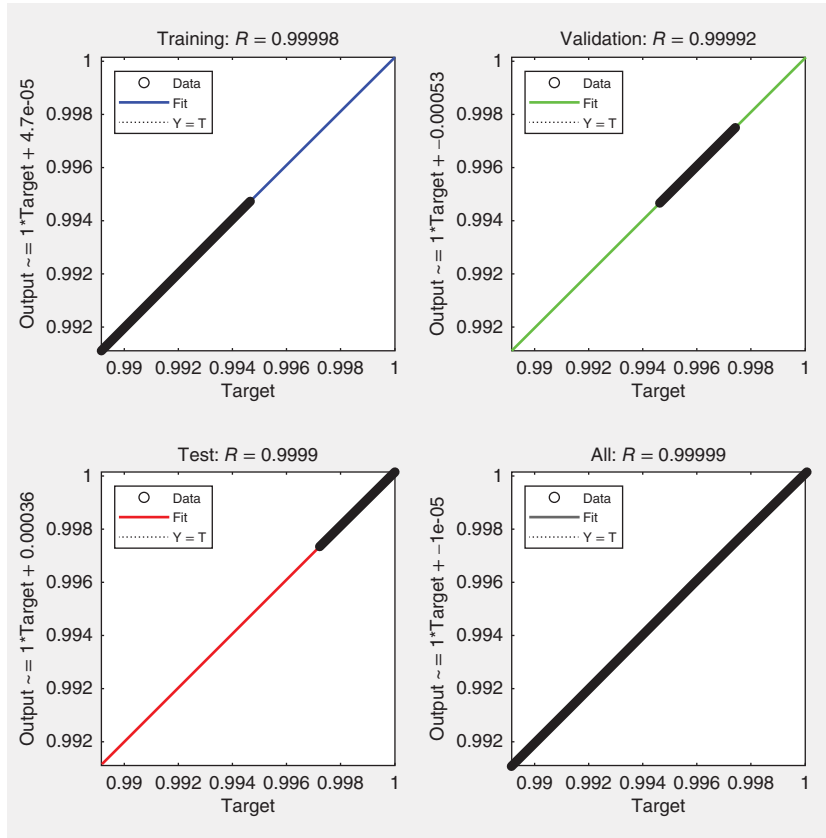 Training: R = 0.99998
Output ~= 1*Target + 4.7e-05
1
0.998
0.996
0.994
0.992
0.992
Data
Fit
Y = T
0.99 0.992 0.994 0.996 0.998 1
Target
Validation: R = 0.99992
Output ~= 1*Target + −0.00053
1
0.998
0.996
0.994
0.992
0.992
Data
Fit
Y = T
0.99 0.992 0.994 0.996 0.998 1
Target
Test: R = 0.9999
Output ~= 1*Target + 0.00036
1
0.998
0.996
0.994
0.992
0.992
Data
Fit
Y = T
0.99 0.992 0.994 0.996 0.998 1
Target
All: R = 0.99999
Output ~= 1*Target + −1e-05
1
0.998
0.996
0.994
0.992
0.992
Data
Fit
Y = T
0.99 0.992 0.994 0.996 0.998 1
Target